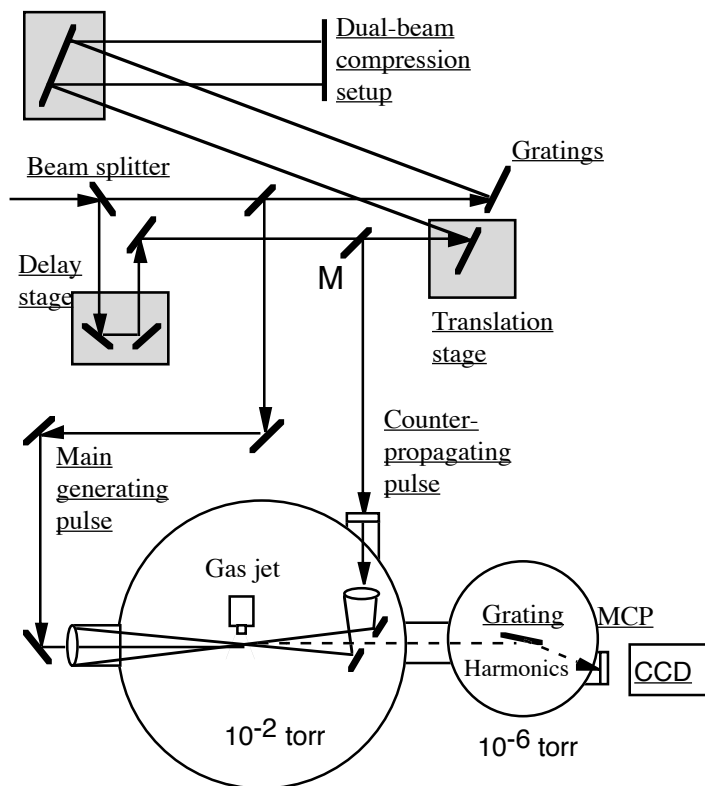 Dual-beam
compression
setup
Gratings
Beam splitter
M
Delay
stage
Translation
stage
Counter-
propagating
pulse
Main
generating
pulse
Gas jet
Grating
MCP
Harmonics
CCD
10⁻² torr
10⁻⁶ torr